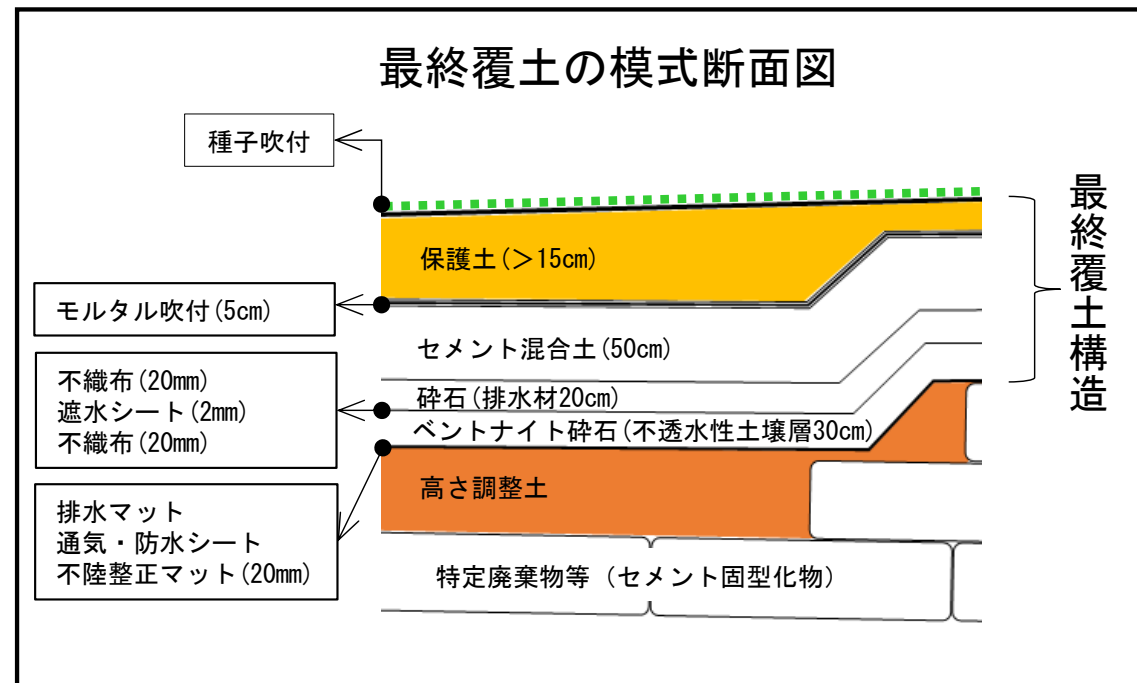 最終覆土の模式断面図
種子吹付
保護土(＞15cm)
モルタル吹付(5cm)
セメント混合土(50cm)
不織布(20mm)
遮水シート(2mm)
不織布(20mm)
砕石(排水材20cm)
ベントナイト砕石(不透水性土壌層30cm)
高さ調整土
排水マット
通気・防水シート
不陸整正マット(20mm)
特定廃棄物等（セメント固型化物）
最終覆土構造